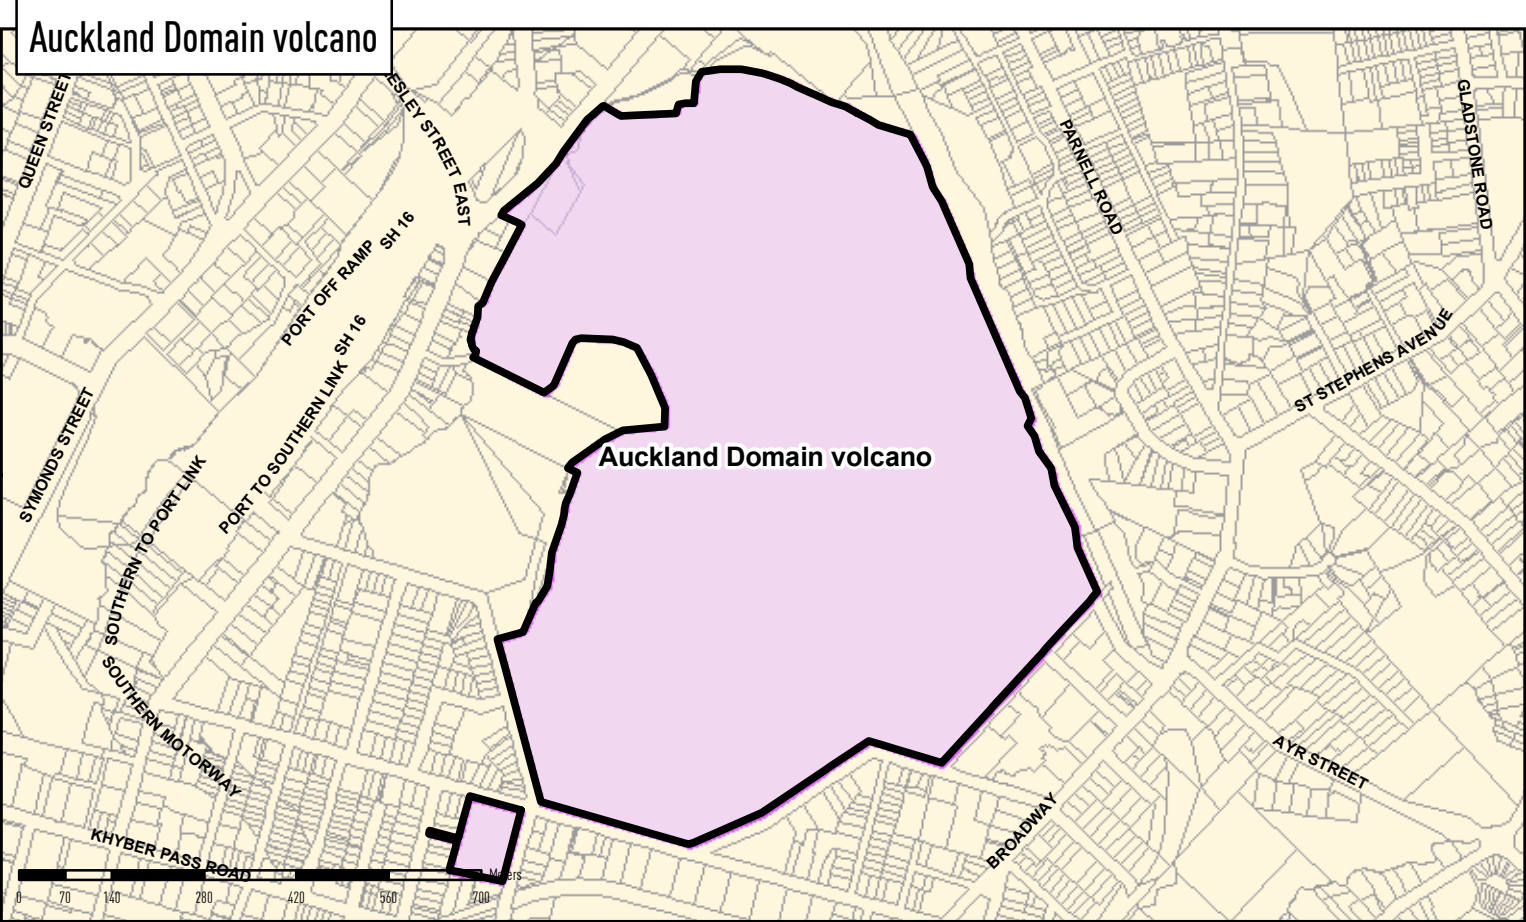 Auckland Domain volcano
QUEEN STREET
ESLEY STREET EAST
PARNELL ROAD
GLADSTONE ROAD
PORT OFF RAMP
SH 16
PORT TO SOUTHERN LINK SH 16
ST STEPHENS AVENUE
SYMONDS STREET
SOUTHERN TO PORT LINK
Auckland Domain volcano
SOUTHERN MOTORWAY
AYR STREET
BROADWAY
KHYBER PASS ROAD
Meters
0 70 140 280 420 560 700